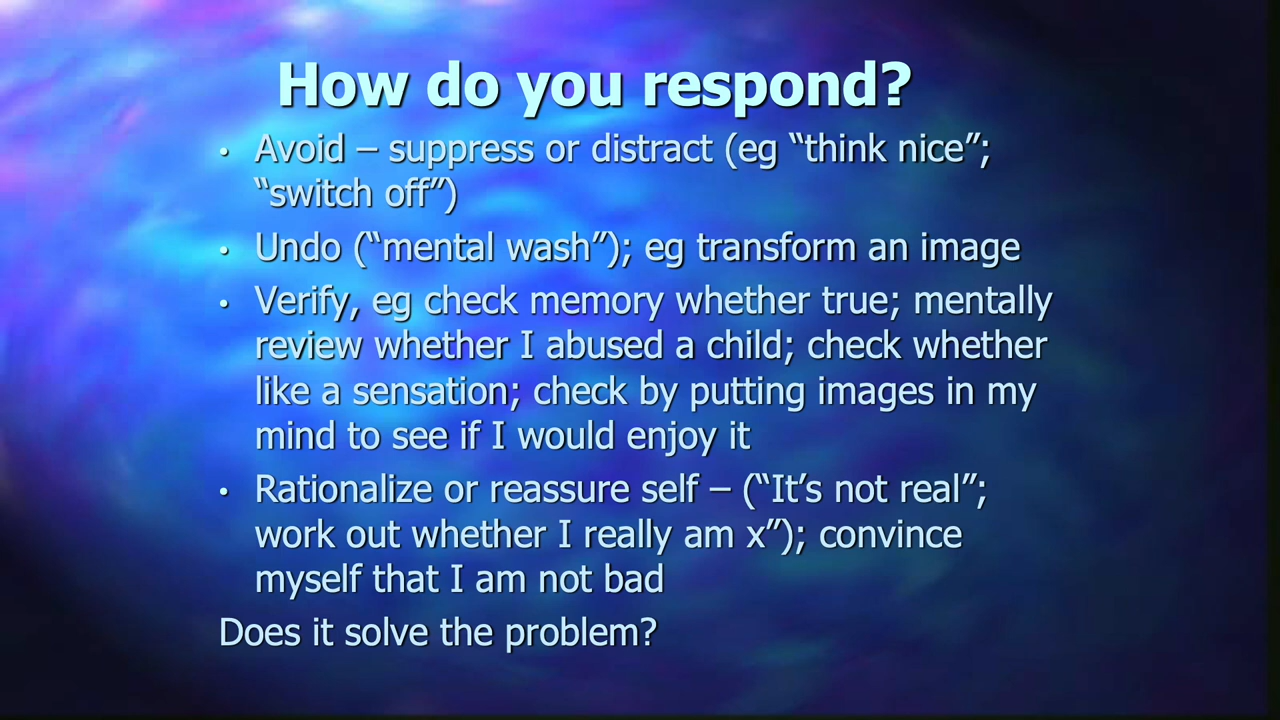 How do you respond?
• Avoid – suppress or distract (eg “think nice”;
“switch off”)
• Undo (“mental wash”); eg transform an image
• Verify, eg check memory whether true; mentally
review whether I abused a child; check whether
like a sensation; check by putting images in my
mind to see if I would enjoy it
• Rationalize or reassure self – (“It’s not real”;
work out whether I really am x”); convince
myself that I am not bad
Does it solve the problem?